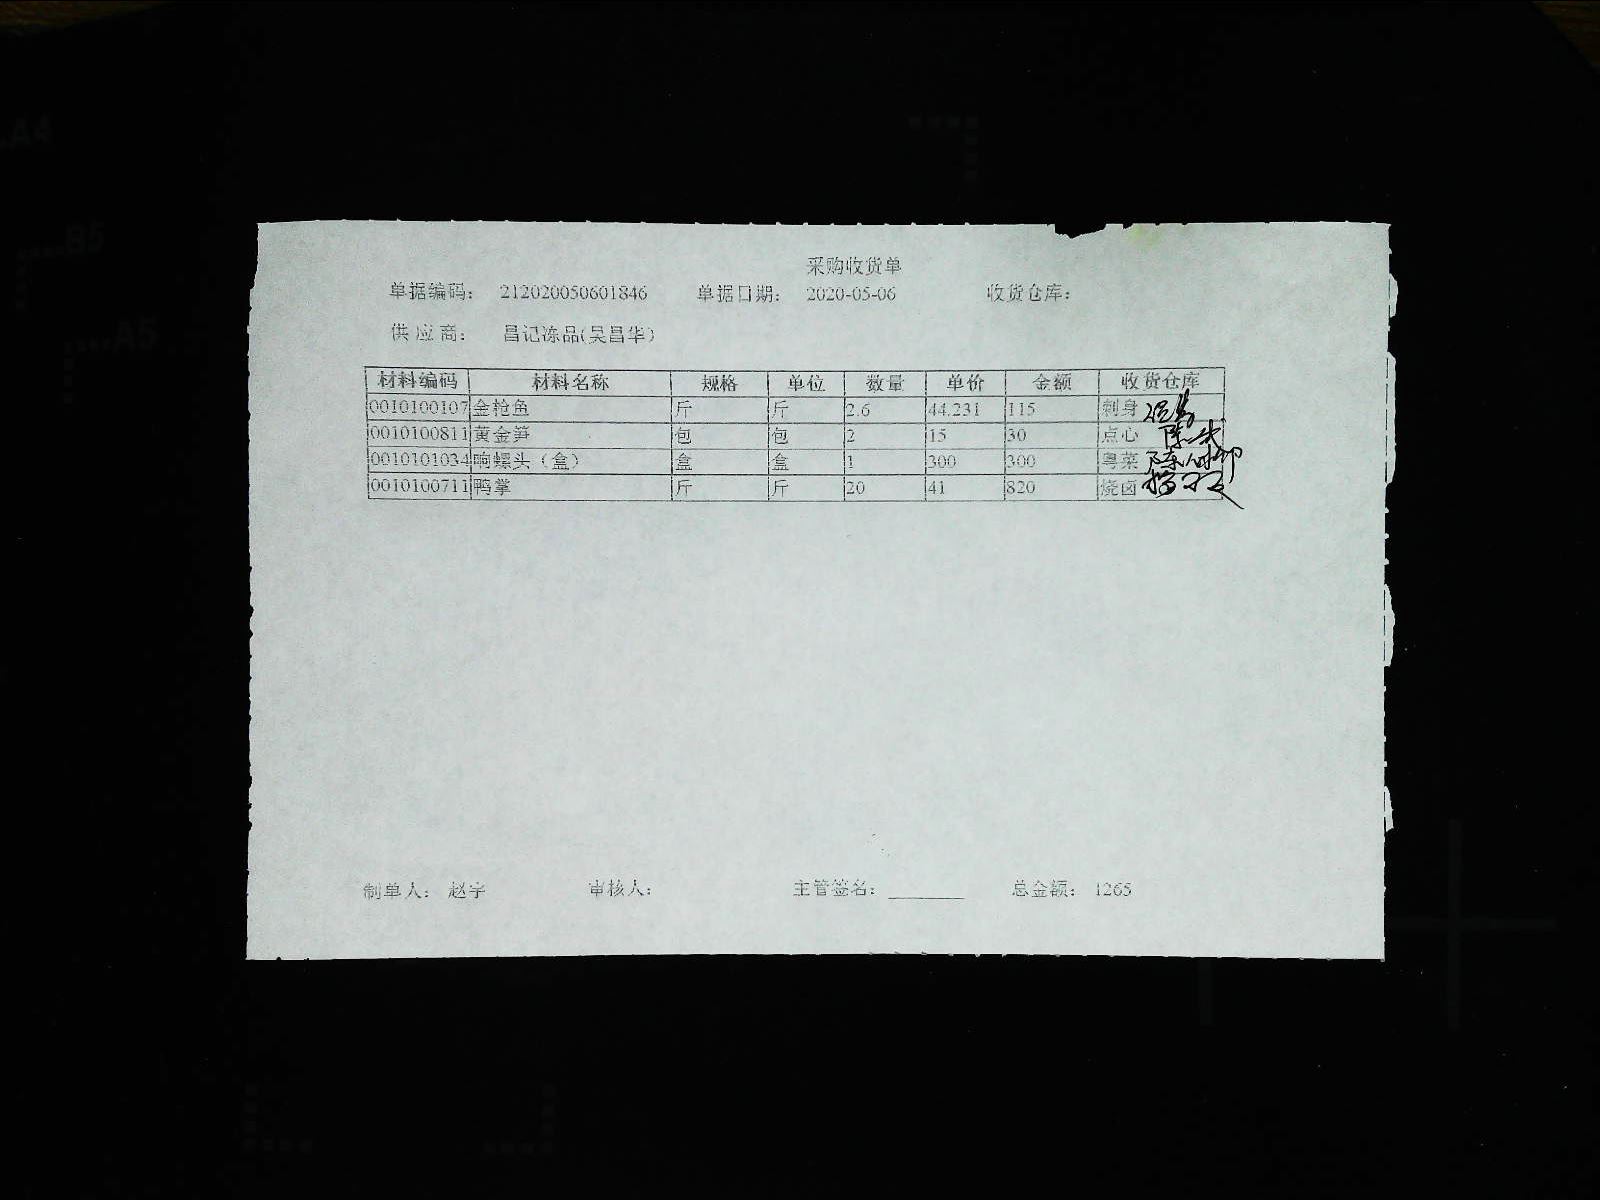 采购收货单
单据编码： 212020050601846 单据日期： 2020-05-06 收货仓库：
供 应 商： 昌记冻品(吴昌华)
材料编码 材料名称 规格 单位 数量 单价 金额 收货仓库
0010100107 金枪鱼 斤 斤 2.6 44.231 115 刺身
0010100811 黄金笋 包 包 2 15 30 点心
0010101034 响螺头（盒） 盒 盒 1 300 300 粤菜
0010100711 鸭掌 斤 斤 20 41 820 烧卤
制单人： 赵宇 审核人： 主管签名： 总金额： 1265
A4
B5
A5